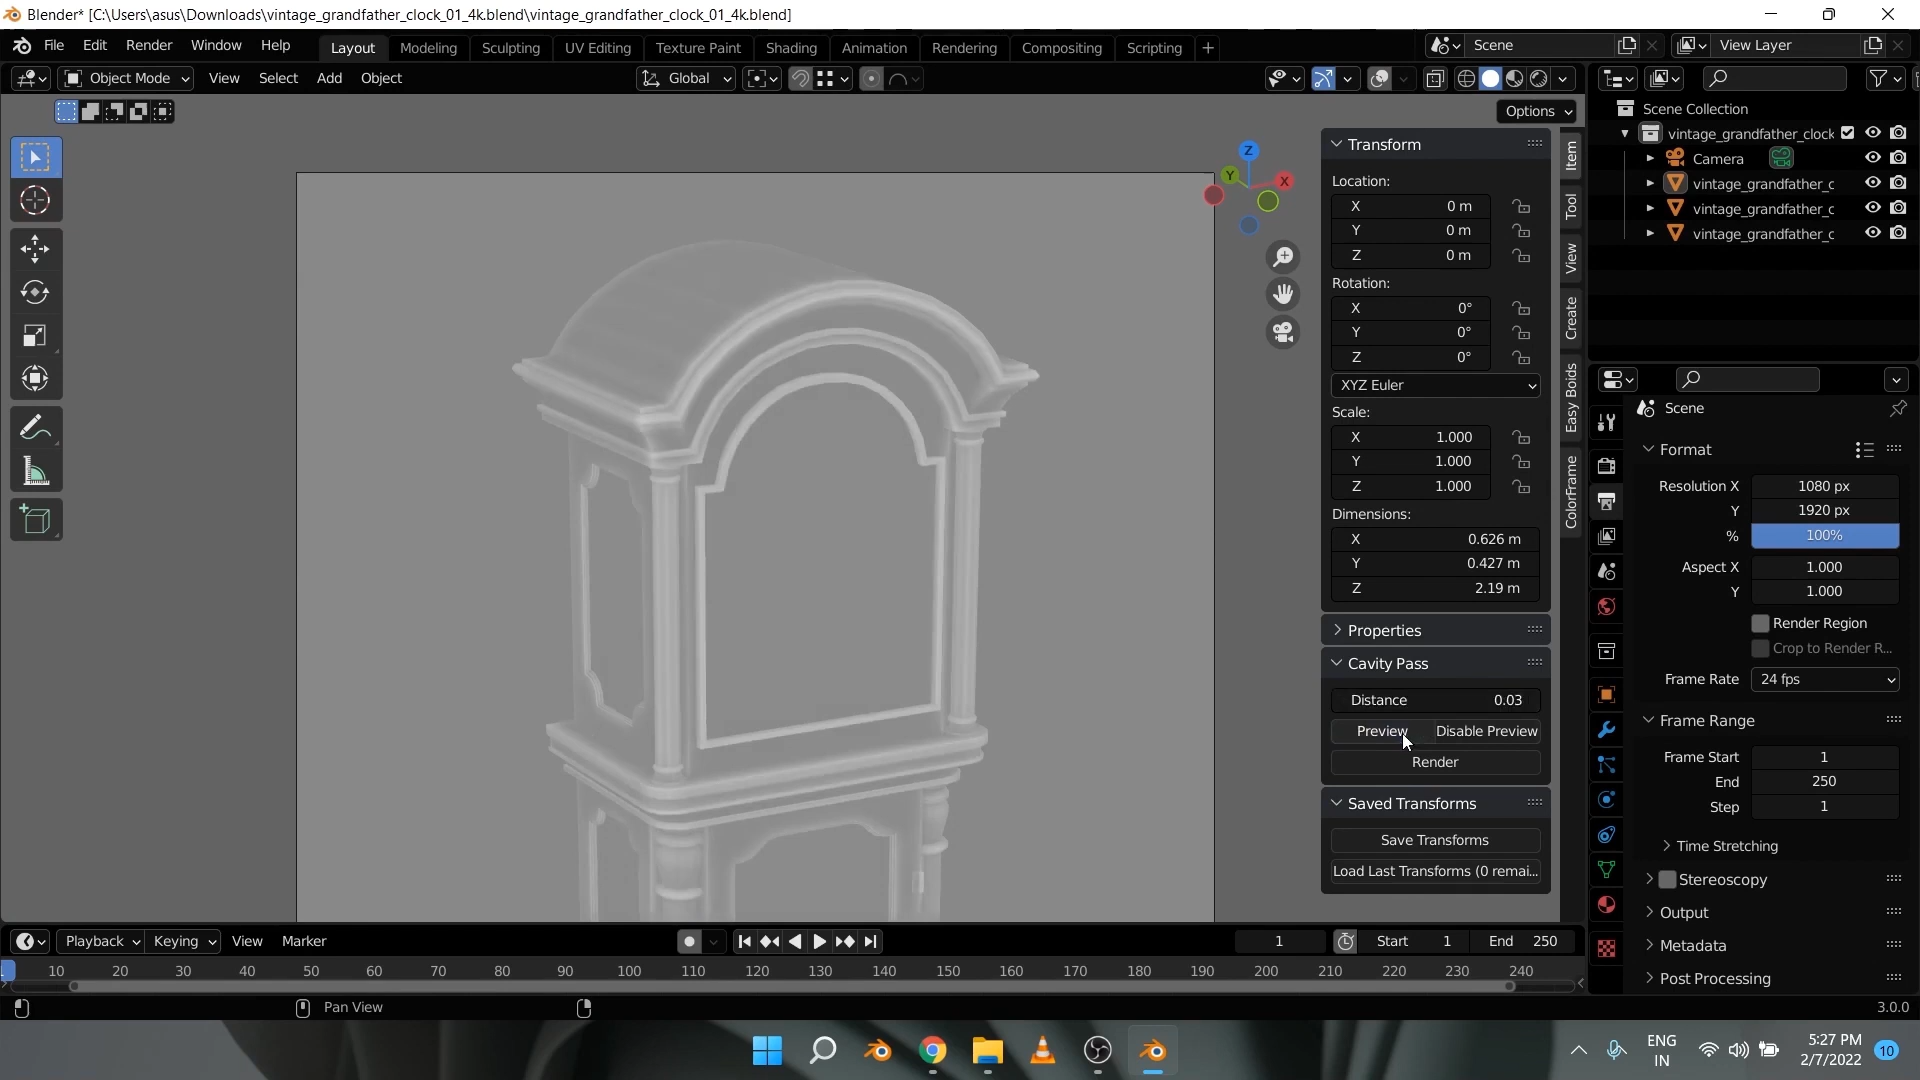 Blender* [C:\Users\asus\Downloads\vintage_grandfather_clock_01_4k.blend\vintage_grandfather_clock_01_4k.blend]
File Edit Render Window Help Layout Modeling Sculpting UV Editing Texture Paint Shading Animation Rendering Compositing Scripting + Scene View Layer
Object Mode View Select Add Object Global
Options
Scene Collection
vintage_grandfather_clock
Camera
vintage_grandfather_c
vintage_grandfather_c
vintage_grandfather_c
Z
Y
X
Transform
Location:
X 0 m
Y 0 m
Z 0 m
Rotation:
X 0°
Y 0°
Z 0°
XYZ Euler
Scale:
X 1.000
Y 1.000
Z 1.000
Dimensions:
X 0.626 m
Y 0.427 m
Z 2.19 m
Properties
Cavity Pass
Distance 0.03
Preview Disable Preview
Render
Saved Transforms
Save Transforms
Load Last Transforms (0 remai...
Item
Tool
View
Create
Easy Boids
ColorFrame
Scene
Format
Resolution X 1080 px
Y 1920 px
% 100%
Aspect X 1.000
Y 1.000
Render Region
Crop to Render R...
Frame Rate 24 fps
Frame Range
Frame Start 1
End 250
Step 1
Time Stretching
Stereoscopy
Output
Metadata
Post Processing
Playback Keying View Marker 1 Start 1 End 250
10 20 30 40 50 60 70 80 90 100 110 120 130 140 150 160 170 180 190 200 210 220 230 240
Pan View 3.0.0
ENG
IN
5:27 PM
2/7/2022
10